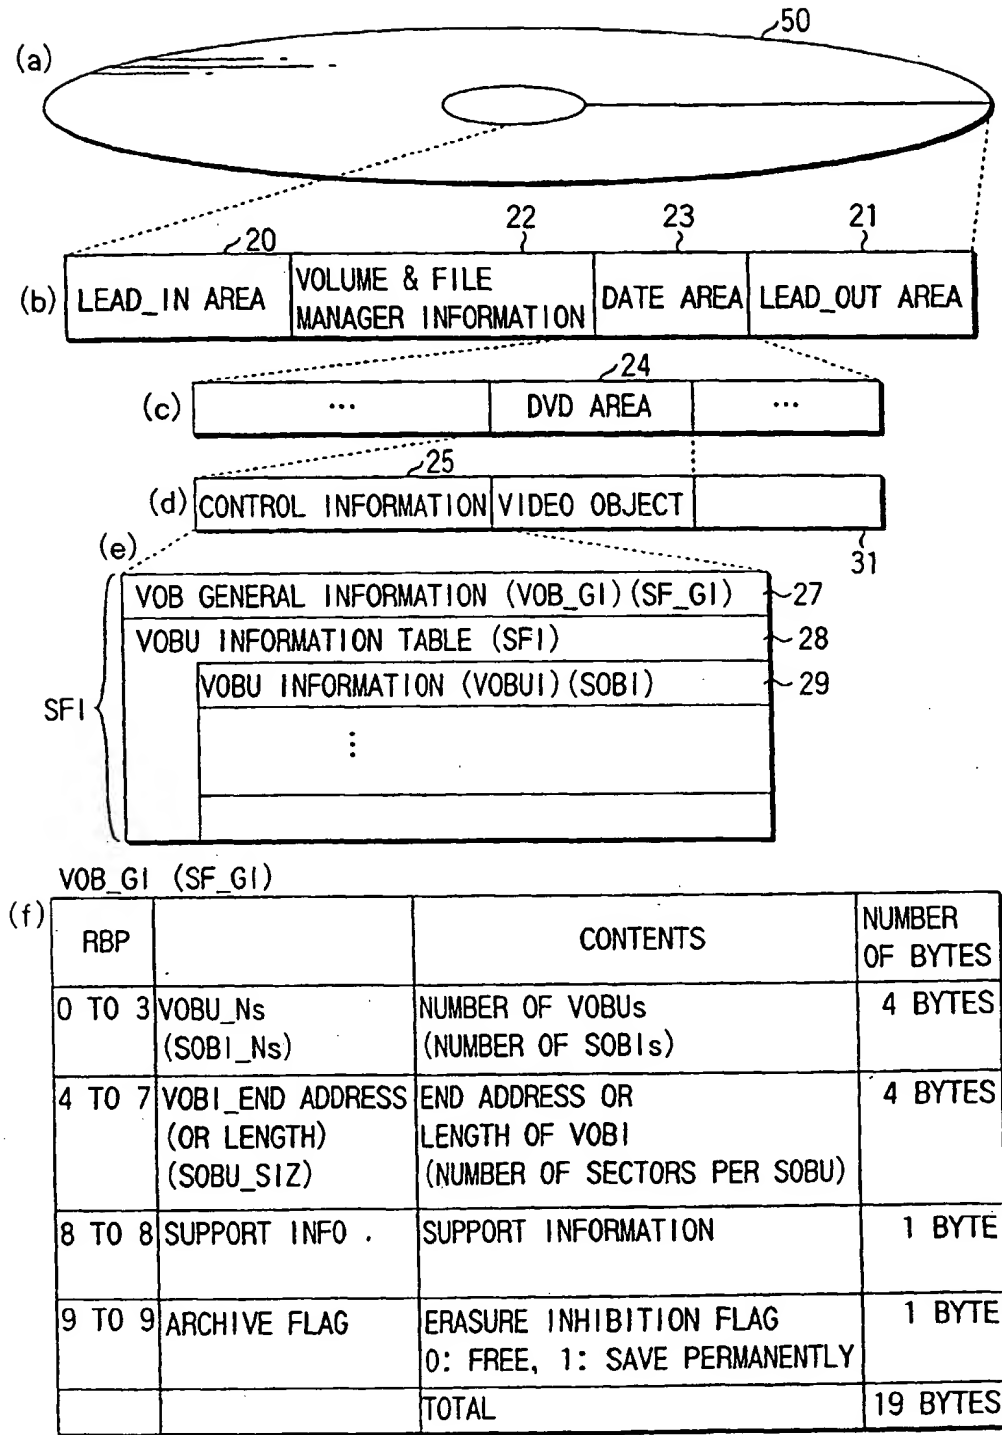 50
(a)
20
22
23
21
(b)
LEAD_IN AREA
VOLUME & FILE
MANAGER INFORMATION
DATE AREA
LEAD_OUT AREA
24
(c)
...
DVD AREA
...
25
(d)
CONTROL INFORMATION
VIDEO OBJECT
31
(e)
VOB GENERAL INFORMATION (VOB_GI)(SF_GI)
27
VOBU INFORMATION TABLE (SFI)
28
VOBU INFORMATION (VOBUI)(SOBI)
29
SFI
⋮
VOB_GI (SF_GI)
(f)
RBP
CONTENTS
NUMBER
OF BYTES
0 TO 3
VOBU_Ns
(SOBI_Ns)
NUMBER OF VOBUs
(NUMBER OF SOBIs)
4 BYTES
4 TO 7
VOBI_END ADDRESS
(OR LENGTH)
(SOBU_SIZ)
END ADDRESS OR
LENGTH OF VOBI
(NUMBER OF SECTORS PER SOBU)
4 BYTES
8 TO 8
SUPPORT INFO .
SUPPORT INFORMATION
1 BYTE
9 TO 9
ARCHIVE FLAG
ERASURE INHIBITION FLAG
0: FREE, 1: SAVE PERMANENTLY
1 BYTE
TOTAL
19 BYTES